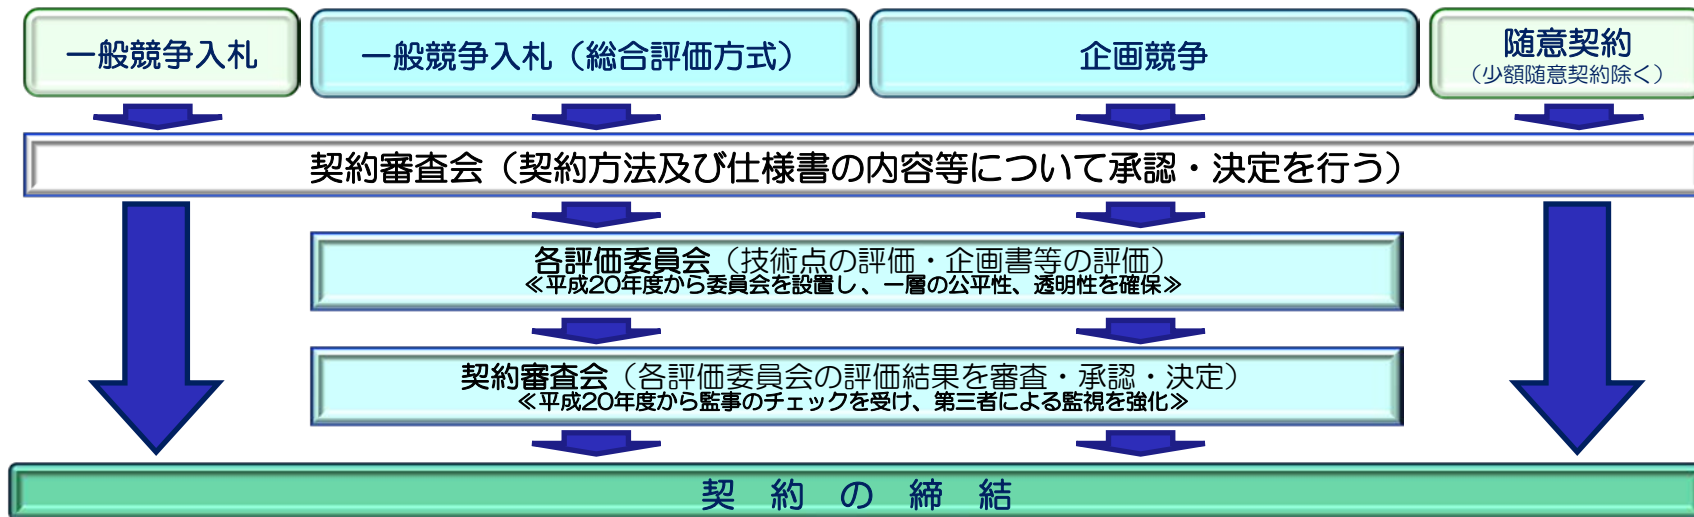 一般競争入札
一般競争入札（総合評価方式）
企画競争
随意契約
（少額随意契約除く）
契約審査会（契約方法及び仕様書の内容等について承認・決定を行う）
各評価委員会（技術点の評価・企画書等の評価）
≪平成20年度から委員会を設置し、一層の公平性、透明性を確保≫
契約審査会（各評価委員会の評価結果を審査・承認・決定）
≪平成20年度から監事のチェックを受け、第三者による監視を強化≫
契約の締結